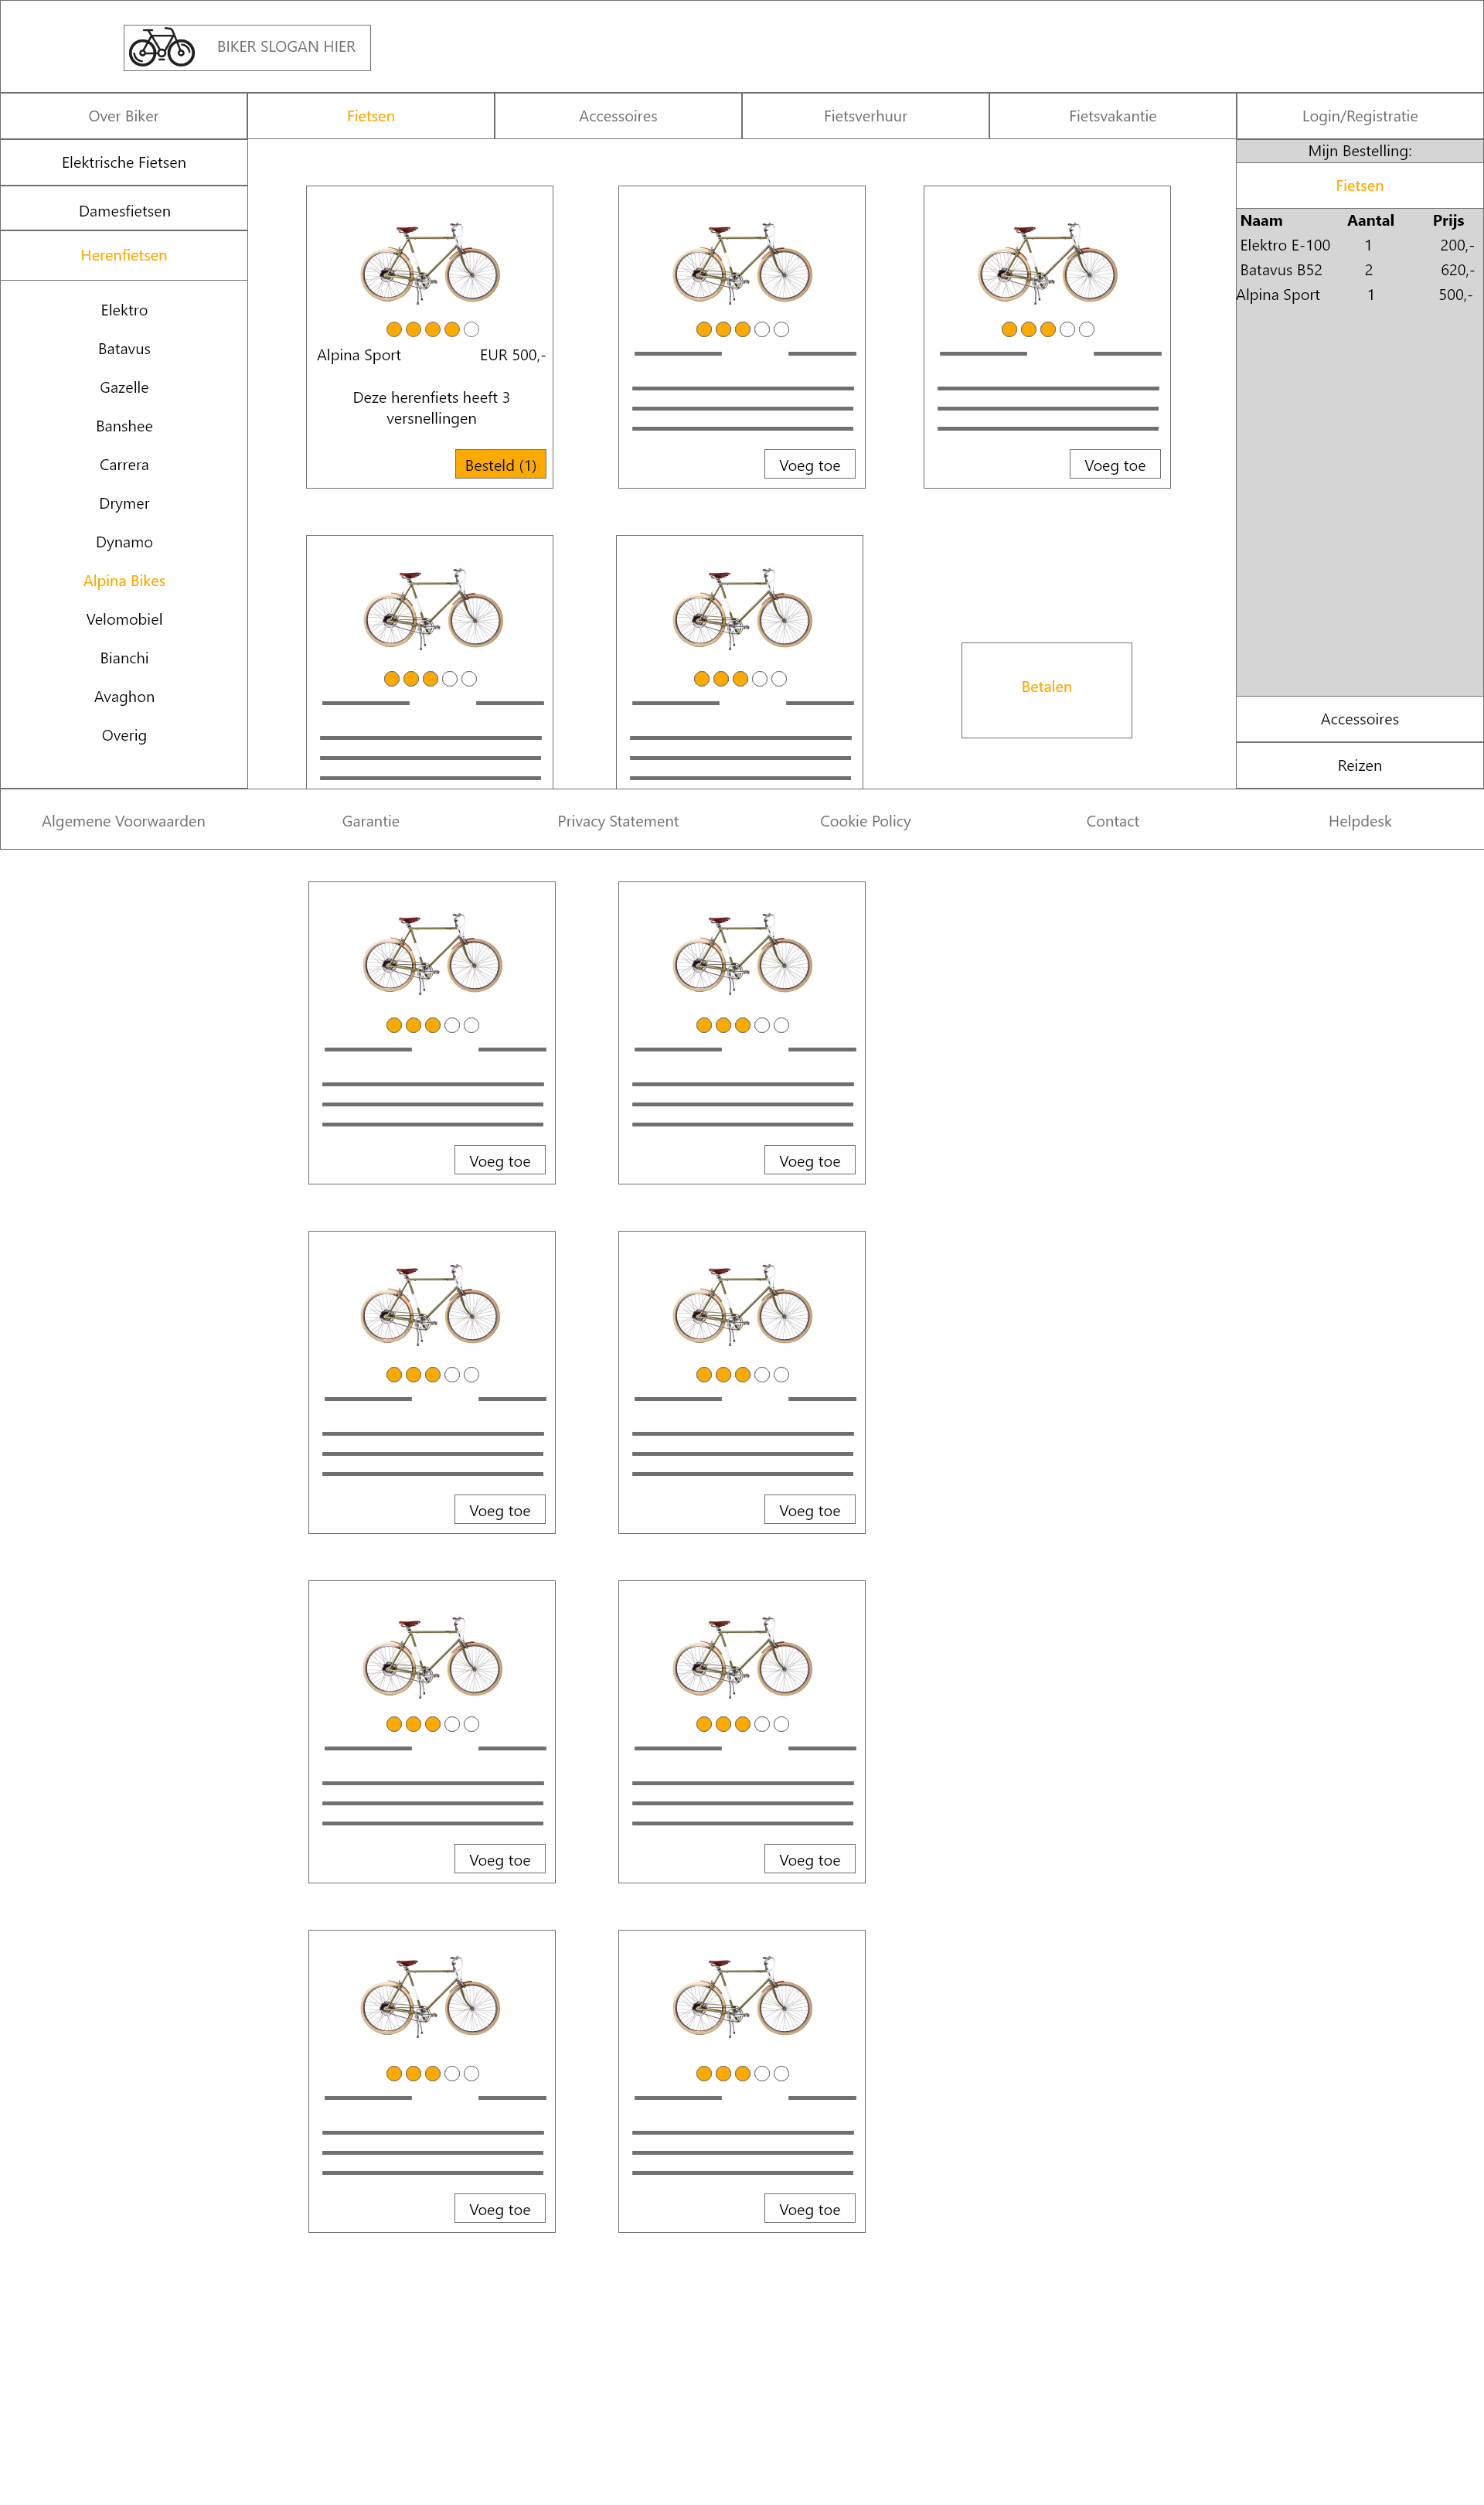 BIKER SLOGAN HIER
Over Biker
Fietsen
Accessoires
Fietsverhuur
Fietsvakantie
Login/Registratie
Elektrische Fietsen
Damesfietsen
Herenfietsen
Elektro
Batavus
Gazelle
Banshee
Carrera
Drymer
Dynamo
Alpina Bikes
Velomobiel
Bianchi
Avaghon
Overig
Alpina Sport EUR 500,-
Deze herenfiets heeft 3
versnellingen
Besteld (1)
Voeg toe
Voeg toe
Betalen
Mijn Bestelling:
Fietsen
Naam Aantal Prijs
Elektro E-100 1 200,-
Batavus B52 2 620,-
Alpina Sport 1 500,-
Accessoires
Reizen
Algemene Voorwaarden
Garantie
Privacy Statement
Cookie Policy
Contact
Helpdesk
Voeg toe
Voeg toe
Voeg toe
Voeg toe
Voeg toe
Voeg toe
Voeg toe
Voeg toe